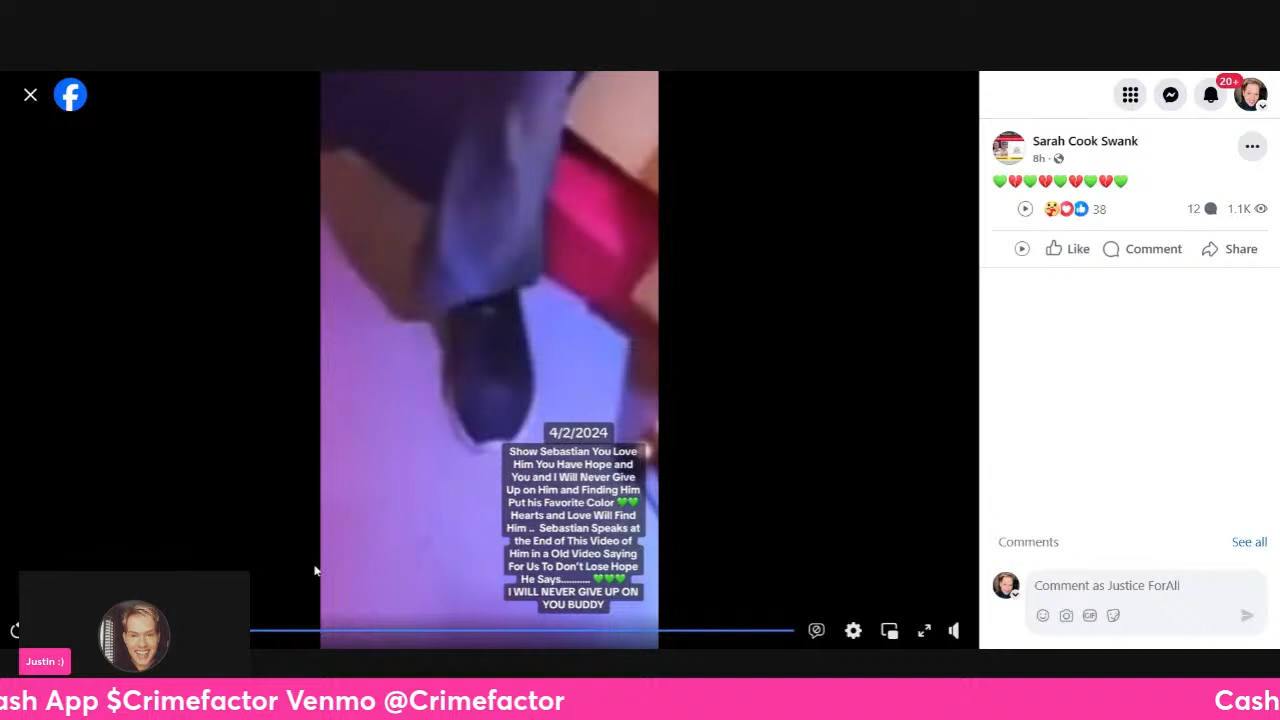 20+
Sarah Cook Swank
8h ·
💚💔💚💔💚💔💚💔💚
38
12
1.1K
Like
Comment
Share
4/2/2024
Show Sebastian You Love
Him You Have Hope and
You and I Will Never Give
Up on Him and Finding Him
Put his Favorite Color 💚💚
Hearts and Love Will Find
Him .. Sebastian Speaks at
the End of This Video of
Him in a Old Video Saying
For Us To Don't Lose Hope
He Says........... 💚💚💚
I WILL NEVER GIVE UP ON
YOU BUDDY
Comments
See all
Comment as Justice ForAli
GIF
JustIn :)
ash App $Crimefactor Venmo @Crimefactor
Cash